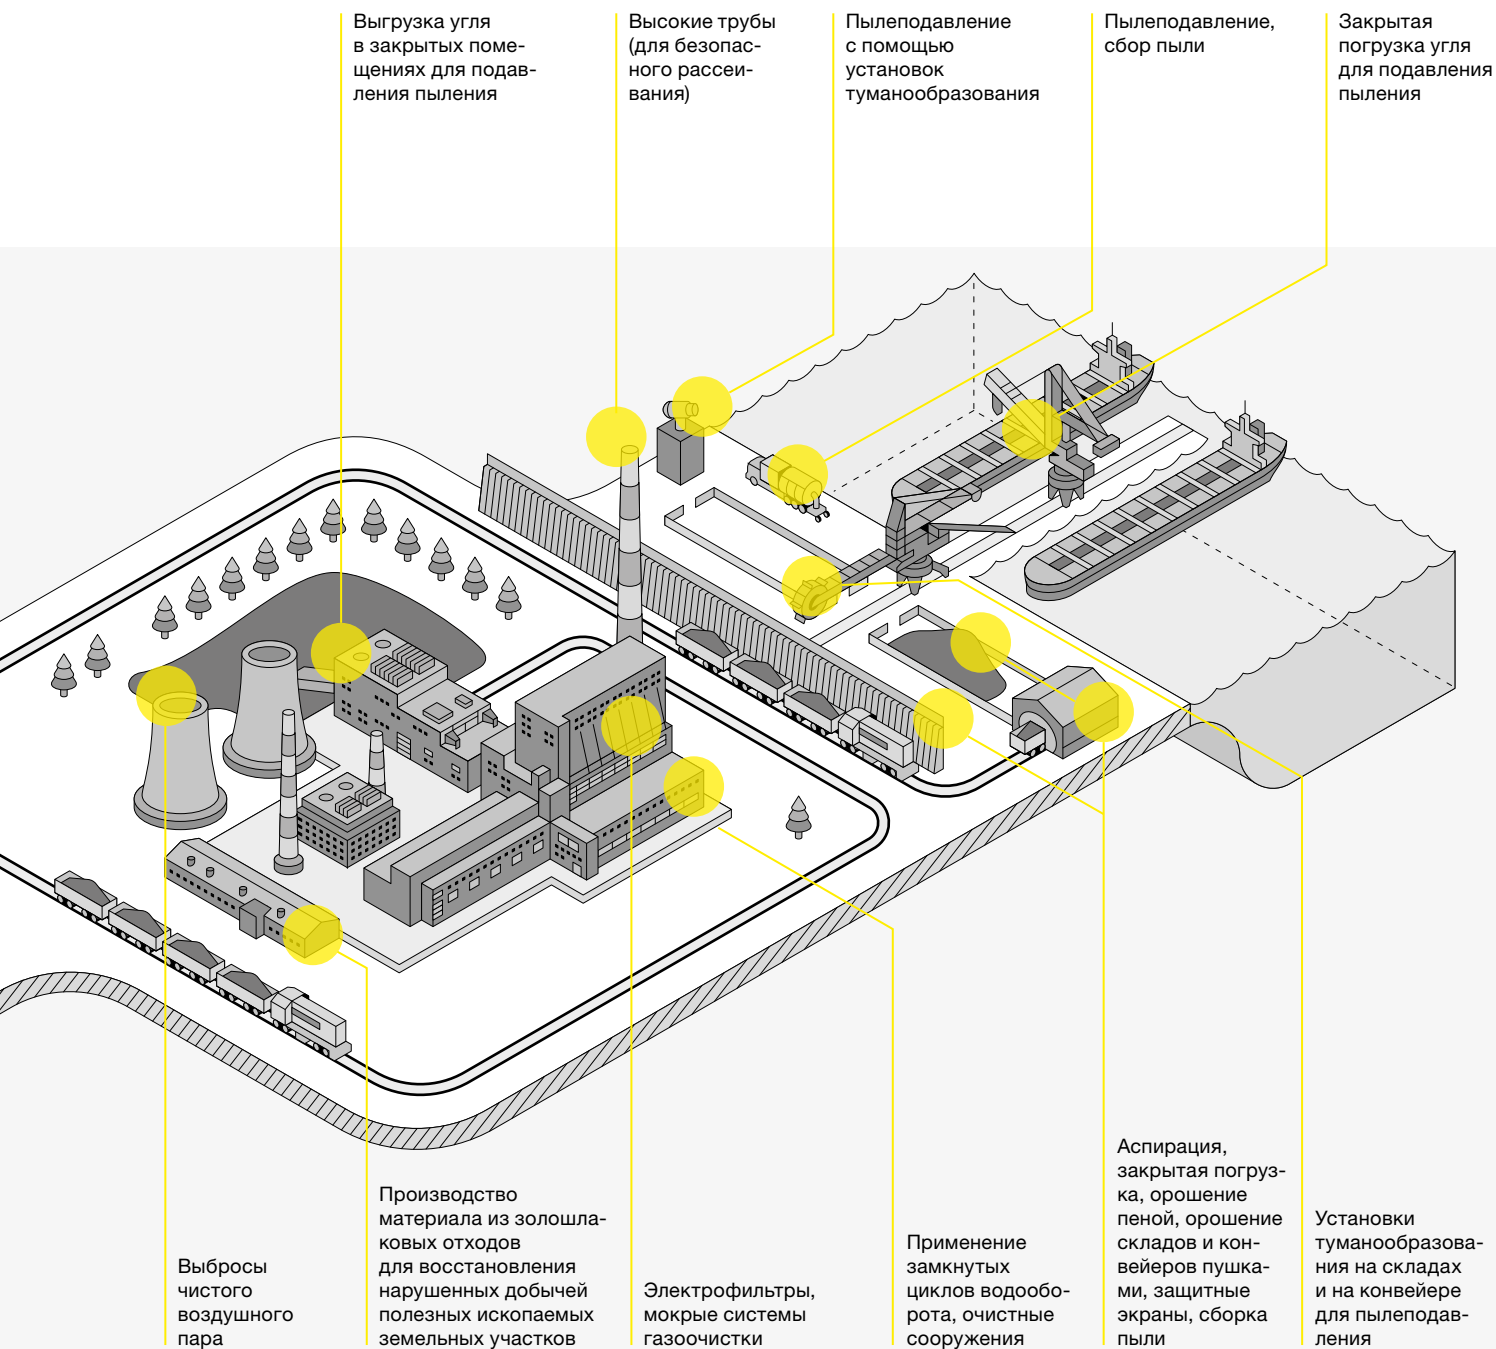 Выгрузка угля
в закрытых поме-
щениях для подав-
ления пыления
Высокие трубы
(для безопас-
ного рассеи-
вания)
Пылеподавление
с помощью
установок
туманообразования
Пылеподавление,
сбор пыли
Закрытая
погрузка угля
для подавления
пыления
Выбросы
чистого
воздушного
пара
Производство
материала из золошла-
ковых отходов
для восстановления
нарушенных добычей
полезных ископаемых
земельных участков
Электрофильтры,
мокрые системы
газоочистки
Применение
замкнутых
циклов водообо-
рота, очистные
сооружения
Аспирация,
закрытая погруз-
ка, орошение
пеной, орошение
складов и кон-
вейеров пушка-
ми, защитные
экраны, сборка
пыли
Установки
туманообразова-
ния на складах
и на конвейере
для пылеподав-
ления